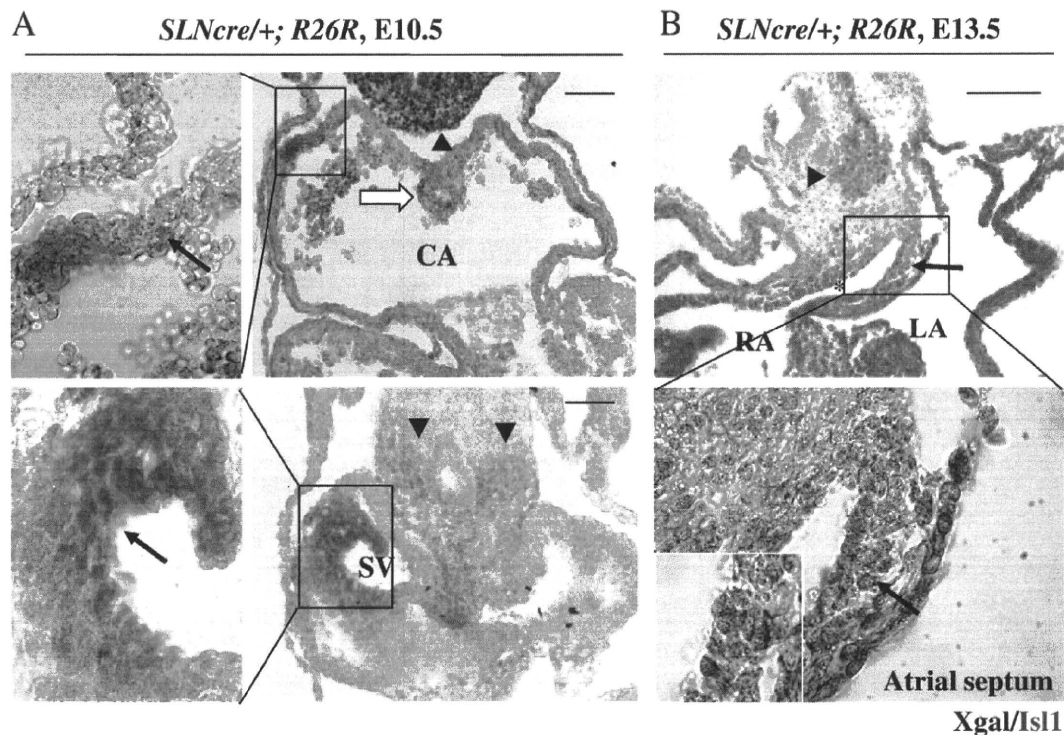 A
SLNcre/+; R26R, E10.5
B
SLNcre/+; R26R, E13.5
CA
RA
LA
SV
*
Atrial septum
Xgal/Isl1